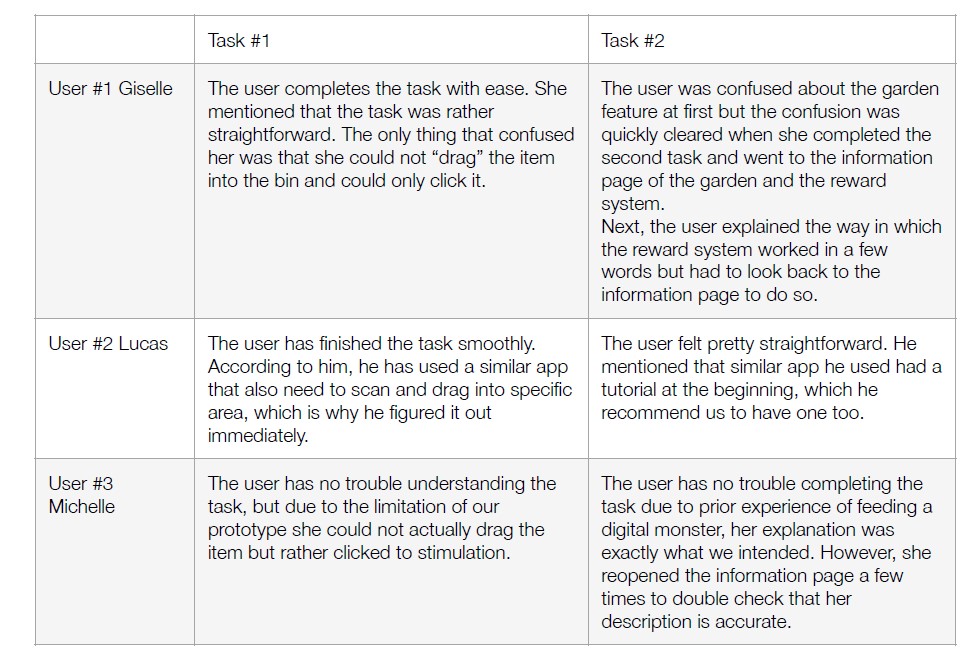 Task #1
Task #2
User #1 Giselle
The user completes the task with ease. She
mentioned that the task was rather
straightforward. The only thing that confused
her was that she could not “drag” the item
into the bin and could only click it.
The user was confused about the garden
feature at first but the confusion was
quickly cleared when she completed the
second task and went to the information
page of the garden and the reward
system.
Next, the user explained the way in which
the reward system worked in a few
words but had to look back to the
information page to do so.
User #2 Lucas
The user has finished the task smoothly.
According to him, he has used a similar app
that also need to scan and drag into specific
area, which is why he figured it out
immediately.
The user felt pretty straightforward. He
mentioned that similar app he used had a
tutorial at the beginning, which he
recommend us to have one too.
User #3
Michelle
The user has no trouble understanding the
task, but due to the limitation of our
prototype she could not actually drag the
item but rather clicked to stimulation.
The user has no trouble completing the
task due to prior experience of feeding a
digital monster, her explanation was
exactly what we intended. However, she
reopened the information page a few
times to double check that her
description is accurate.